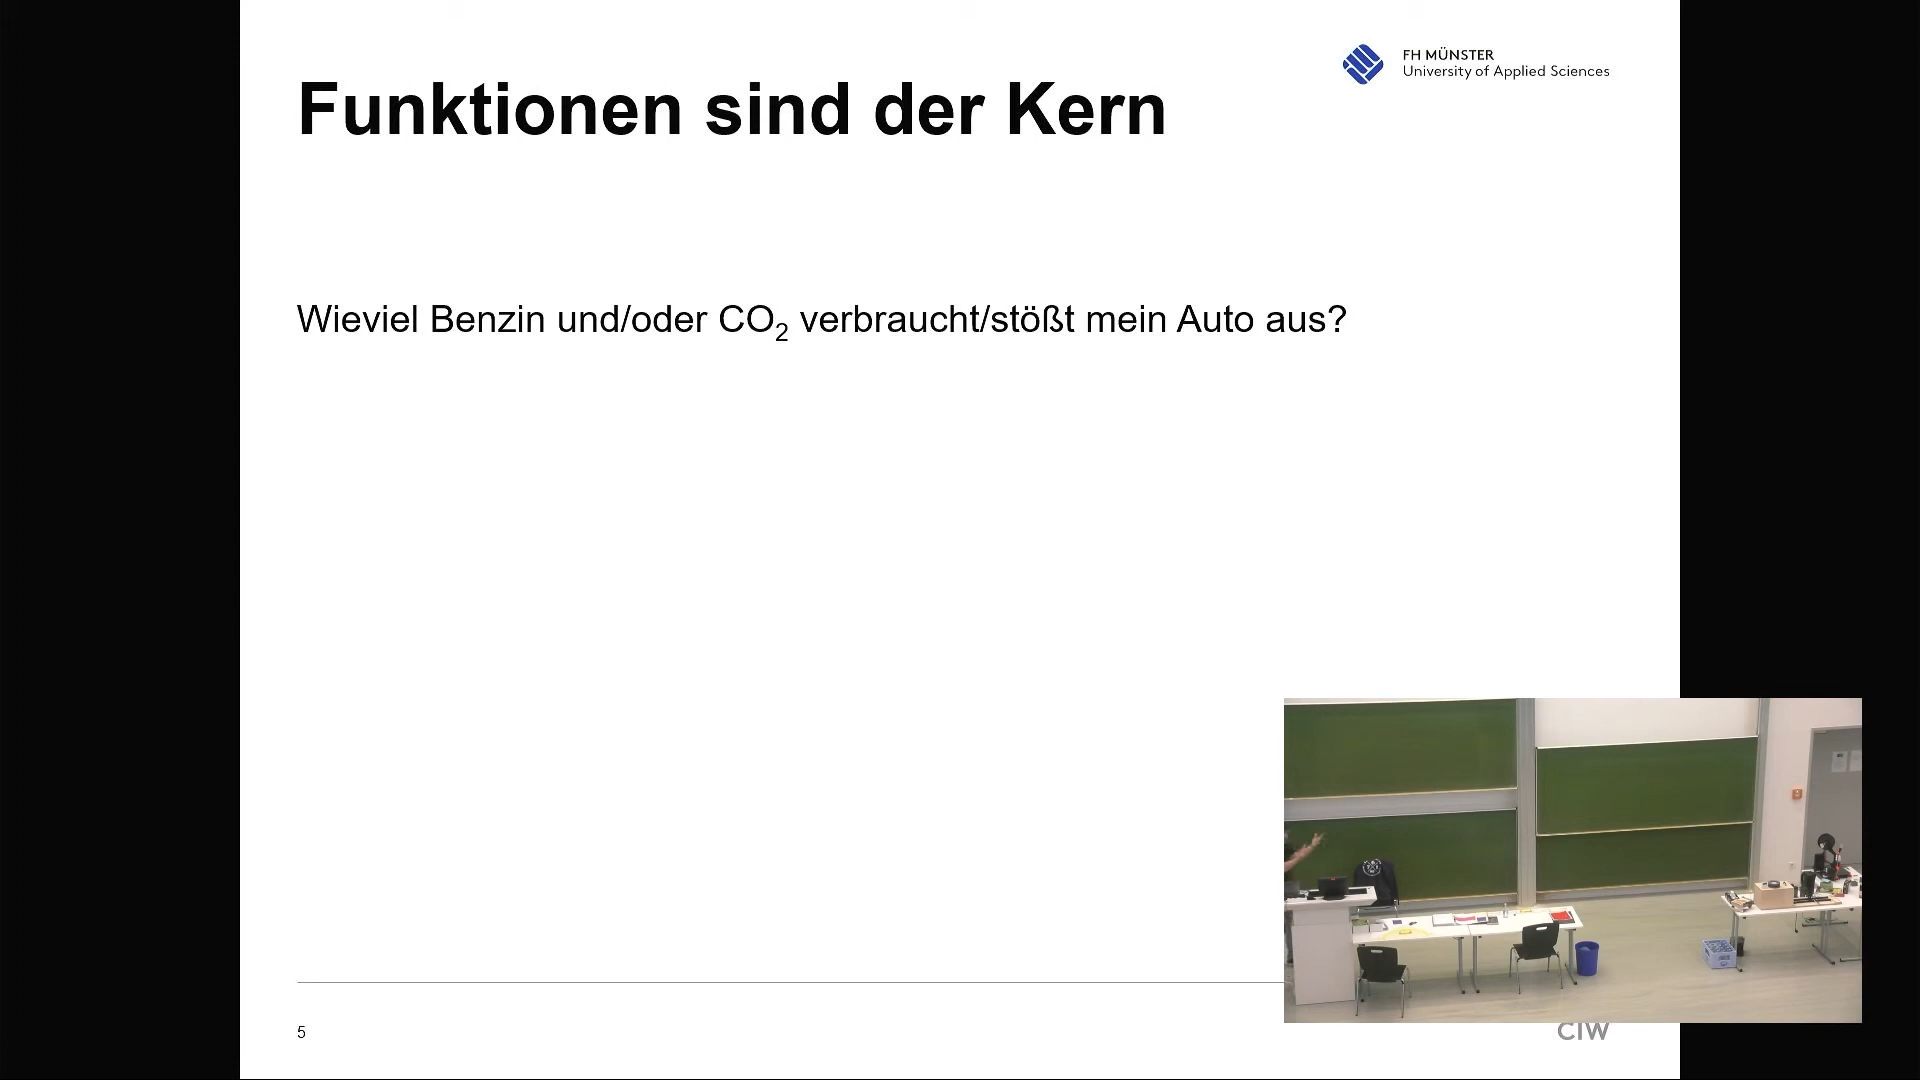 FH MÜNSTER
University of Applied Sciences
Funktionen sind der Kern
Wieviel Benzin und/oder CO₂ verbraucht/stößt mein Auto aus?
5
CIW